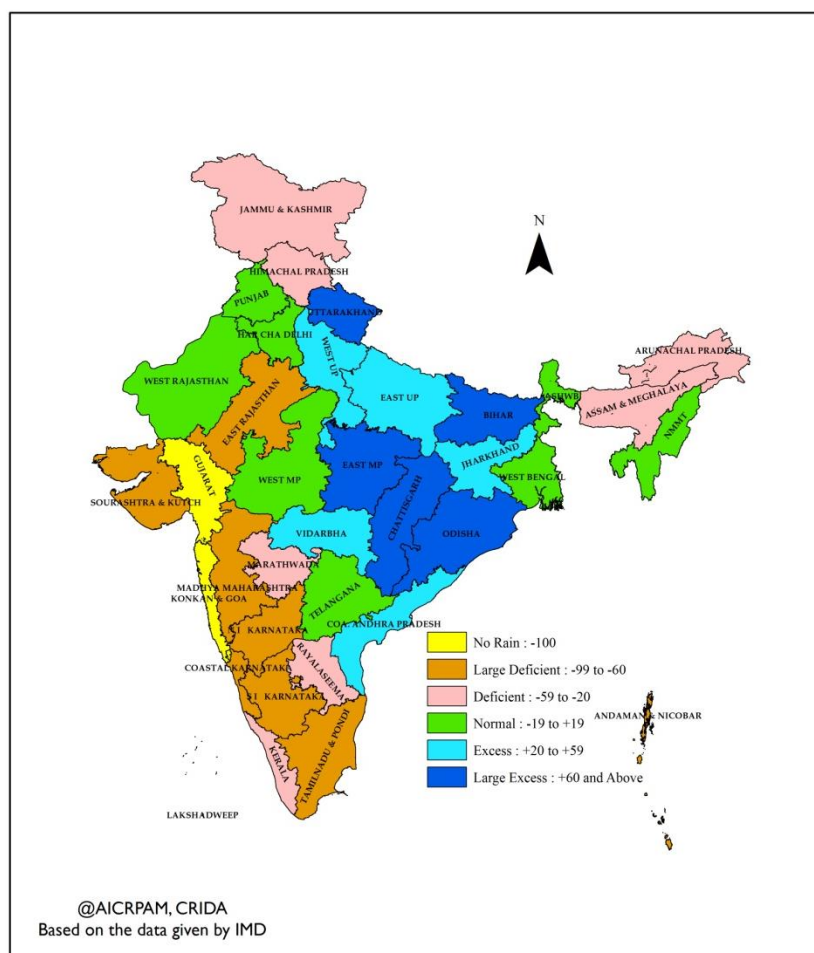 JAMMU & KASHMIR
N
HIMACHAL PRADESH
PUNJAB
UTTARAKHAND
HAR CHA DELHI
WEST UP
ARUNACHAL PRADESH
WEST RAJASTHAN
EAST RAJASTHAN
EAST UP
ASSAM & MEGHALAYA
BIHAR
NMMT
GUJARAT
EAST MP
JHARKHAND
WEST MP
WEST BENGAL
SOURASHTRA & KUTCH
CHATTISGARH
VIDARBHA
ODISHA
MARATHWADA
MADHYA MAHARASHTRA
KONKAN & GOA
TELANGANA
COA. ANDHRA PRADESH
I KARNATAKA
RAYALASEEMA
COASTAL KARNATAKA
S I KARNATAKA
TAMILNADU & PONDI
KERALA
LAKSHADWEEP
ANDAMAN & NICOBAR
No Rain : -100
Large Deficient : -99 to -60
Deficient : -59 to -20
Normal : -19 to +19
Excess : +20 to +59
Large Excess : +60 and Above
@AICRPAM, CRIDA
Based on the data given by IMD